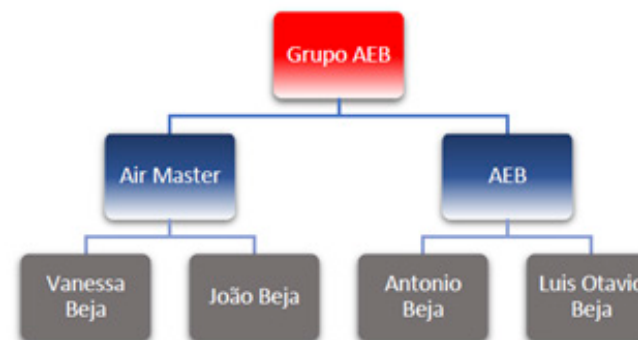 Grupo AEB
Air Master
AEB
Vanessa
Beja
João Beja
Antonio
Beja
Luis Otavio
Beja